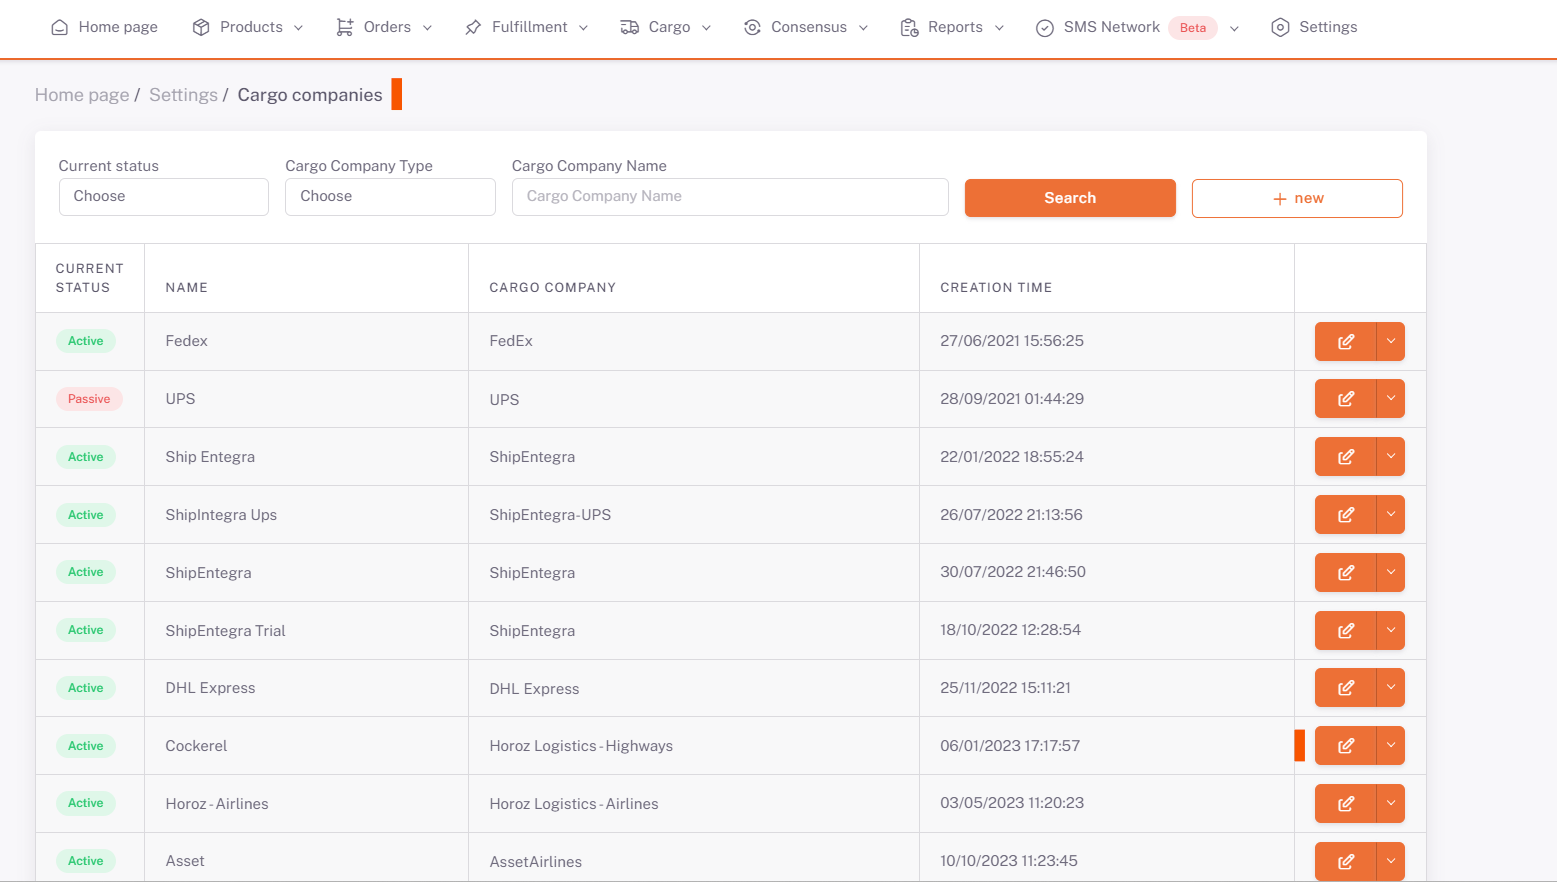 Home page Products Orders Fulfillment Cargo Consensus Reports SMS Network Beta Settings
Home page / Settings / Cargo companies
Current status Cargo Company Type Cargo Company Name
Choose Choose Cargo Company Name Search + new
CURRENT STATUS NAME CARGO COMPANY CREATION TIME
Active Fedex FedEx 27/06/2021 15:56:25
Passive UPS UPS 28/09/2021 01:44:29
Active Ship Entegra ShipEntegra 22/01/2022 18:55:24
Active ShipIntegra Ups ShipEntegra-UPS 26/07/2022 21:13:56
Active ShipEntegra ShipEntegra 30/07/2022 21:46:50
Active ShipEntegra Trial ShipEntegra 18/10/2022 12:28:54
Active DHL Express DHL Express 25/11/2022 15:11:21
Active Cockerel Horoz Logistics - Highways 06/01/2023 17:17:57
Active Horoz - Airlines Horoz Logistics - Airlines 03/05/2023 11:20:23
Active Asset AssetAirlines 10/10/2023 11:23:45